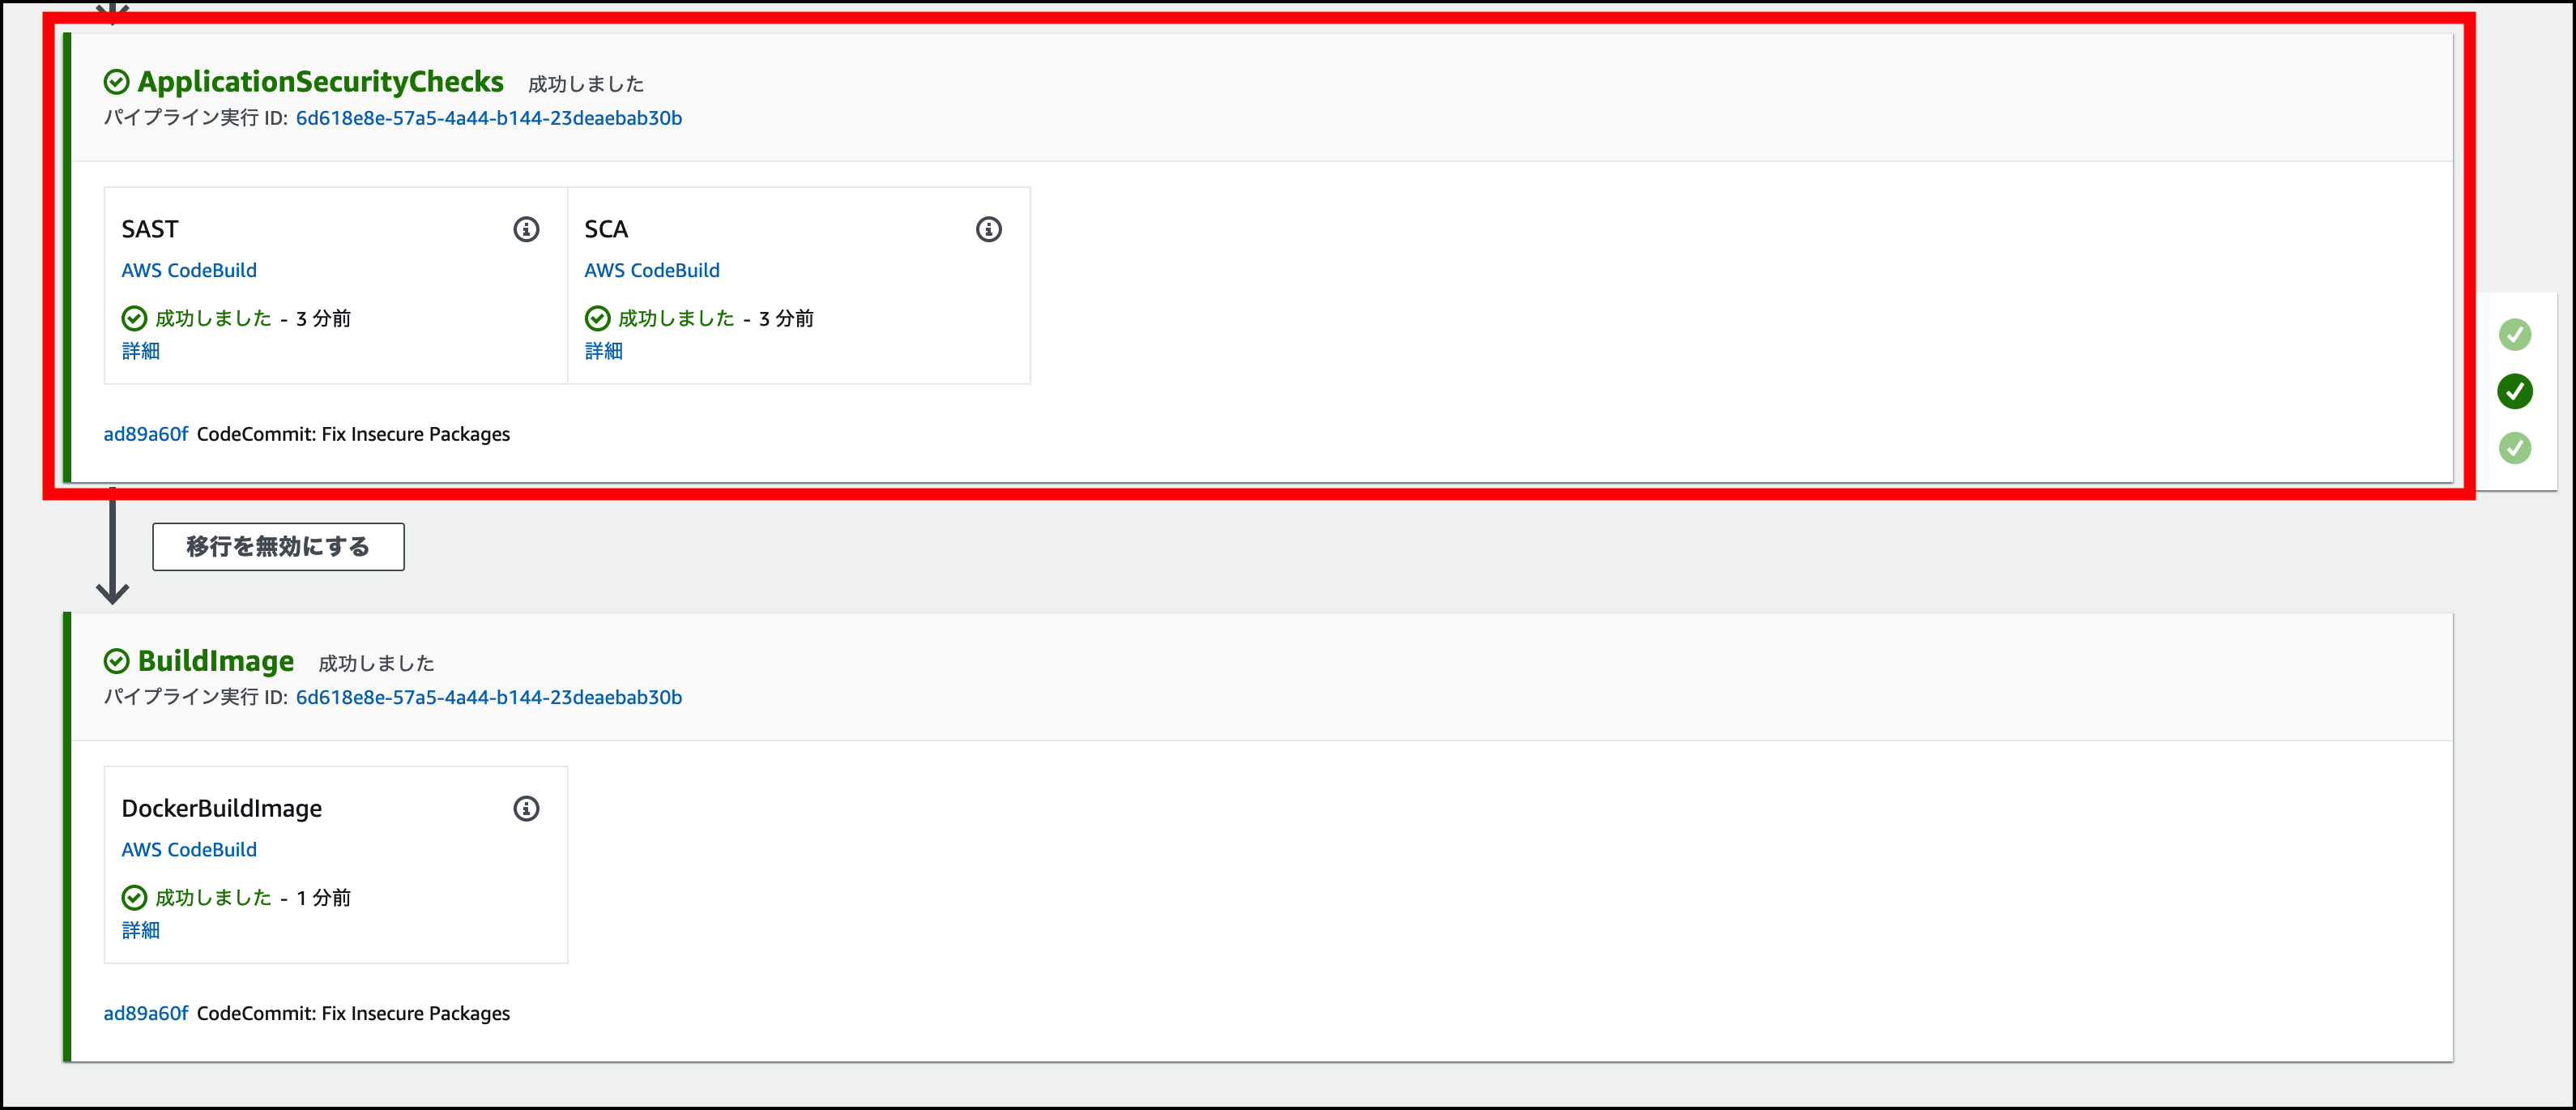 ApplicationSecurityChecks 成功しました
パイプライン実行 ID: 6d618e8e-57a5-4a44-b144-23deaebab30b
SAST
AWS CodeBuild
成功しました - 3 分前
詳細
SCA
AWS CodeBuild
成功しました - 3 分前
詳細
ad89a60f CodeCommit: Fix Insecure Packages
移行を無効にする
BuildImage 成功しました
パイプライン実行 ID: 6d618e8e-57a5-4a44-b144-23deaebab30b
DockerBuildImage
AWS CodeBuild
成功しました - 1 分前
詳細
ad89a60f CodeCommit: Fix Insecure Packages